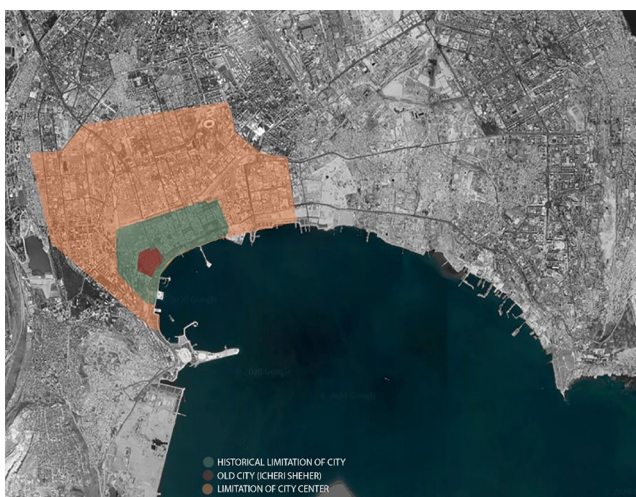 HISTORICAL LIMITATION OF CITY
OLD CITY (ICHERI SHEHER)
LIMITATION OF CITY CENTER